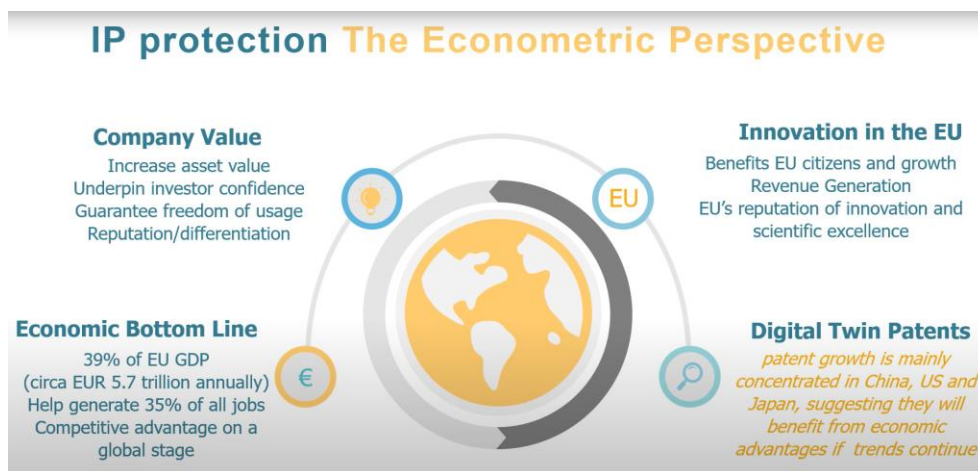 IP protection The Econometric Perspective
Company Value
Increase asset value
Underpin investor confidence
Guarantee freedom of usage
Reputation/differentiation
Innovation in the EU
Benefits EU citizens and growth
Revenue Generation
EU's reputation of innovation and
scientific excellence
EU
Economic Bottom Line
39% of EU GDP
(circa EUR 5.7 trillion annually)
Help generate 35% of all jobs
Competitive advantage on a
global stage
€
Digital Twin Patents
patent growth is mainly
concentrated in China, US and
Japan, suggesting they will
benefit from economic
advantages if trends continue